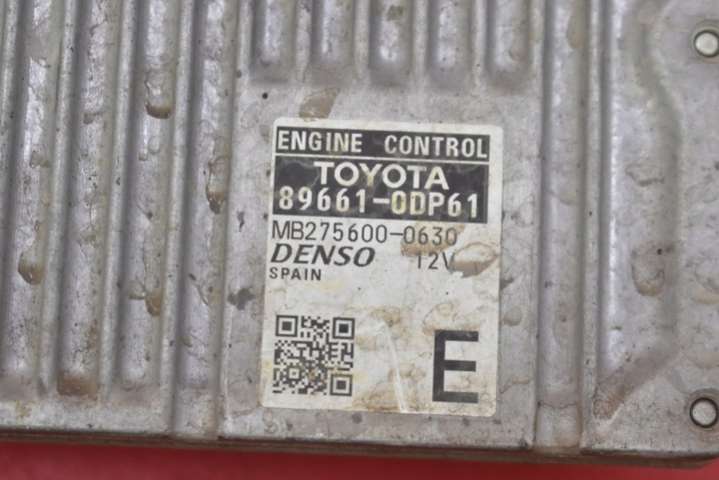 ENGINE CONTROL
TOYOTA
89661-0DP61
MB275600-0630
DENSO 12V
SPAIN
E